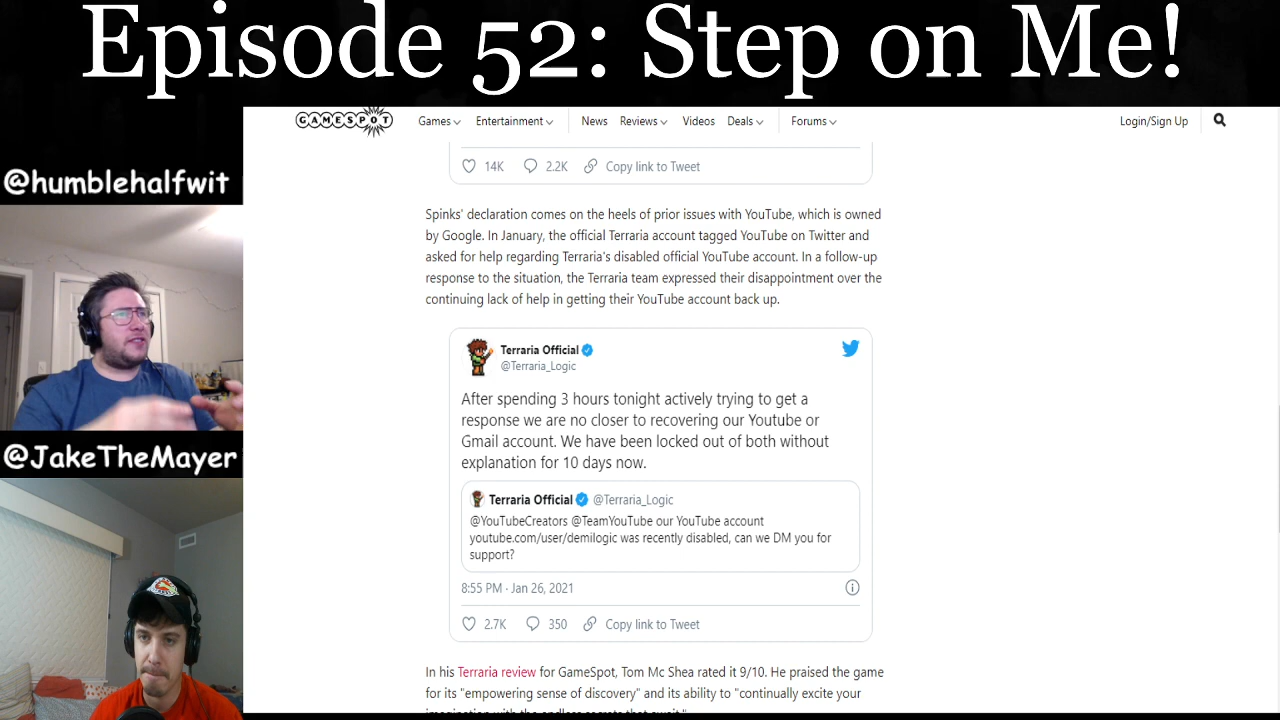 Episode 52: Step on Me!
GAMESPOT
Games
Entertainment
News
Reviews
Videos
Deals
Forums
Login/Sign Up
@humblehalfwit
@JakeTheMayer
14K
2.2K
Copy link to Tweet
Spinks' declaration comes on the heels of prior issues with YouTube, which is owned
by Google. In January, the official Terraria account tagged YouTube on Twitter and
asked for help regarding Terraria's disabled official YouTube account. In a follow-up
response to the situation, the Terraria team expressed their disappointment over the
continuing lack of help in getting their YouTube account back up.
Terraria Official
@Terraria_Logic
After spending 3 hours tonight actively trying to get a
response we are no closer to recovering our Youtube or
Gmail account. We have been locked out of both without
explanation for 10 days now.
Terraria Official @Terraria_Logic
@YouTubeCreators @TeamYouTube our YouTube account
youtube.com/user/demilogic was recently disabled, can we DM you for
support?
8:55 PM · Jan 26, 2021
2.7K
350
Copy link to Tweet
In his Terraria review for GameSpot, Tom Mc Shea rated it 9/10. He praised the game
for its "empowering sense of discovery" and its ability to "continually excite your
imagination with the endless secrets that await."